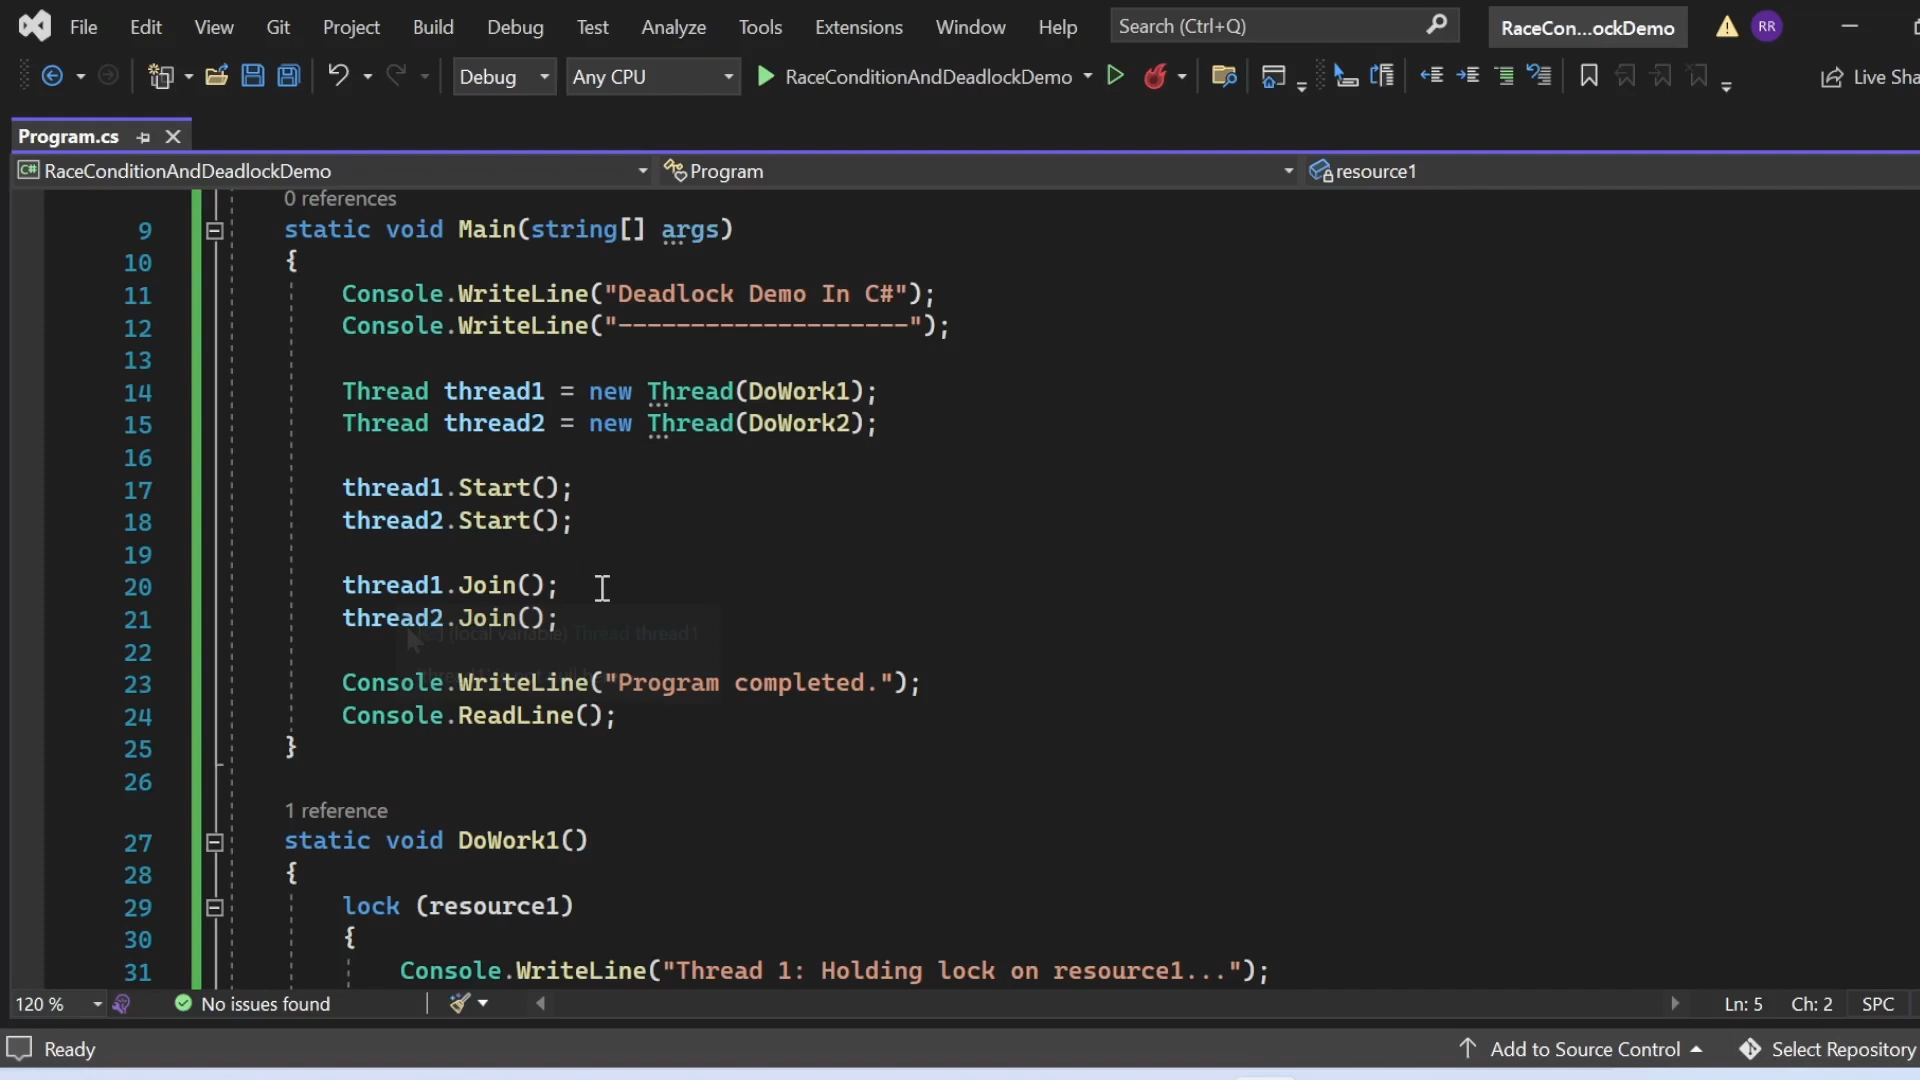 File Edit View Git Project Build Debug Test Analyze Tools Extensions Window Help Search (Ctrl+Q) RaceCon...ockDemo RR
Debug Any CPU RaceConditionAndDeadlockDemo Live Sha
Program.cs
C# RaceConditionAndDeadlockDemo Program resource1
0 references
9 static void Main(string[] args)
10 {
11 Console.WriteLine("Deadlock Demo In C#");
12 Console.WriteLine("--------------------");
13
14 Thread thread1 = new Thread(DoWork1);
15 Thread thread2 = new Thread(DoWork2);
16
17 thread1.Start();
18 thread2.Start();
19
20 thread1.Join();
21 thread2.Join();
(local variable) Thread thread1
22
23 Console.WriteLine("Program completed.");
24 Console.ReadLine();
25 }
26
1 reference
27 static void DoWork1()
28 {
29 lock (resource1)
30 {
31 Console.WriteLine("Thread 1: Holding lock on resource1...");
120 % No issues found Ln: 5 Ch: 2 SPC
Ready Add to Source Control Select Repository